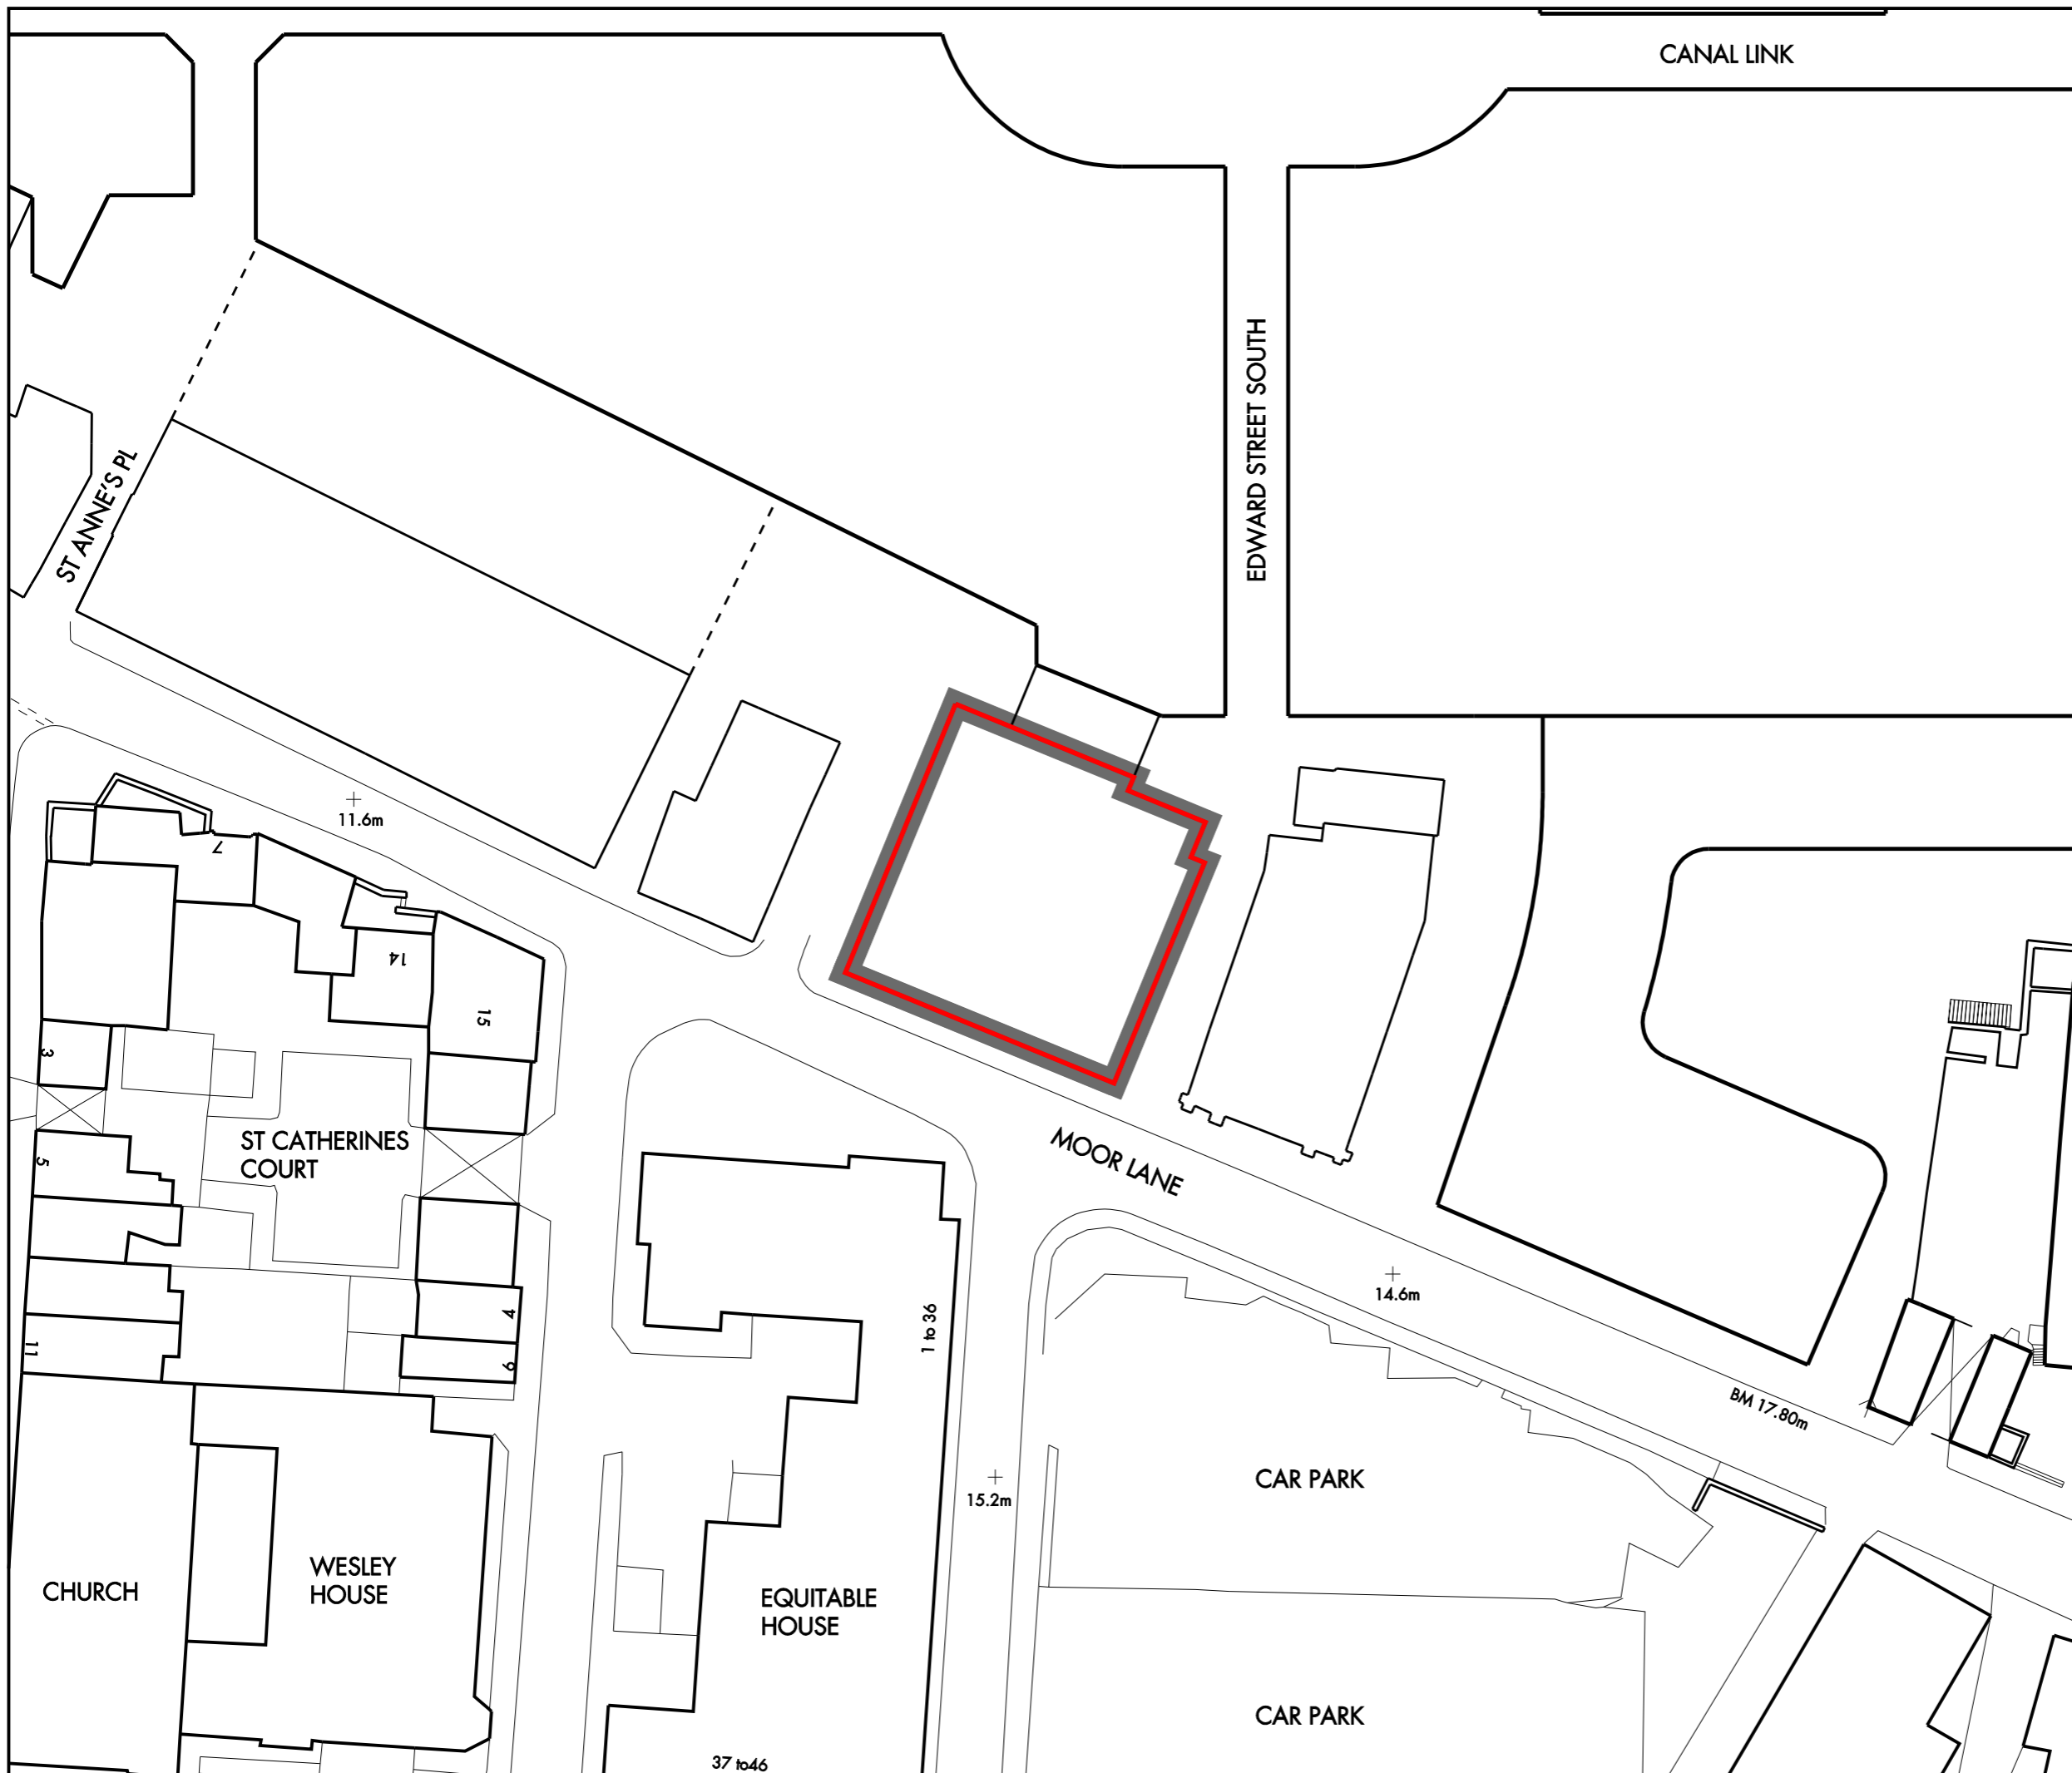 CANAL LINK
EDWARD STREET SOUTH
ST ANNE'S PL
11.6m
7
14
15
3
ST CATHERINES
COURT
5
MOOR LANE
14.6m
4
1 to 36
11
9
BM 17.80m
CAR PARK
15.2m
WESLEY
HOUSE
CHURCH
EQUITABLE
HOUSE
CAR PARK
37 to46